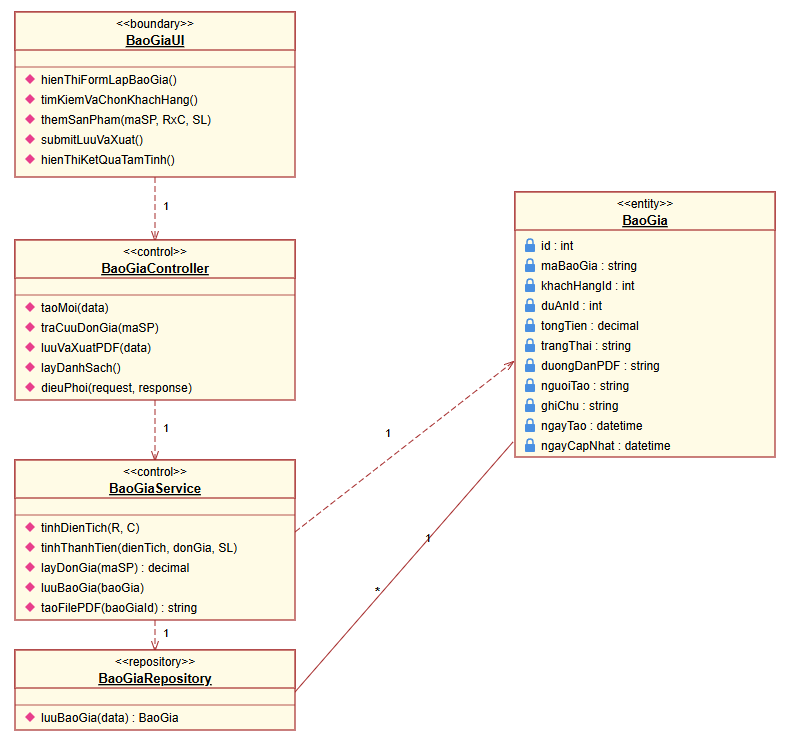 <<boundary>>
BaoGiaUI
hienThiFormLapBaoGia()
timKiemVaChonKhachHang()
themSanPham(maSP, RxC, SL)
submitLuuVaXuat()
hienThiKetQuaTamTinh()
1
<<control>>
BaoGiaController
taoMoi(data)
traCuuDonGia(maSP)
luuVaXuatPDF(data)
layDanhSach()
dieuPhoi(request, response)
1
<<control>>
BaoGiaService
tinhDienTich(R, C)
tinhThanhTien(dienTich, donGia, SL)
layDonGia(maSP) : decimal
luuBaoGia(baoGia)
taoFilePDF(baoGiaId) : string
1
<<repository>>
BaoGiaRepository
luuBaoGia(data) : BaoGia
<<entity>>
BaoGia
id : int
maBaoGia : string
khachHangId : int
duAnId : int
tongTien : decimal
trangThai : string
duongDanPDF : string
nguoiTao : string
ghiChu : string
ngayTao : datetime
ngayCapNhat : datetime
1
1
*